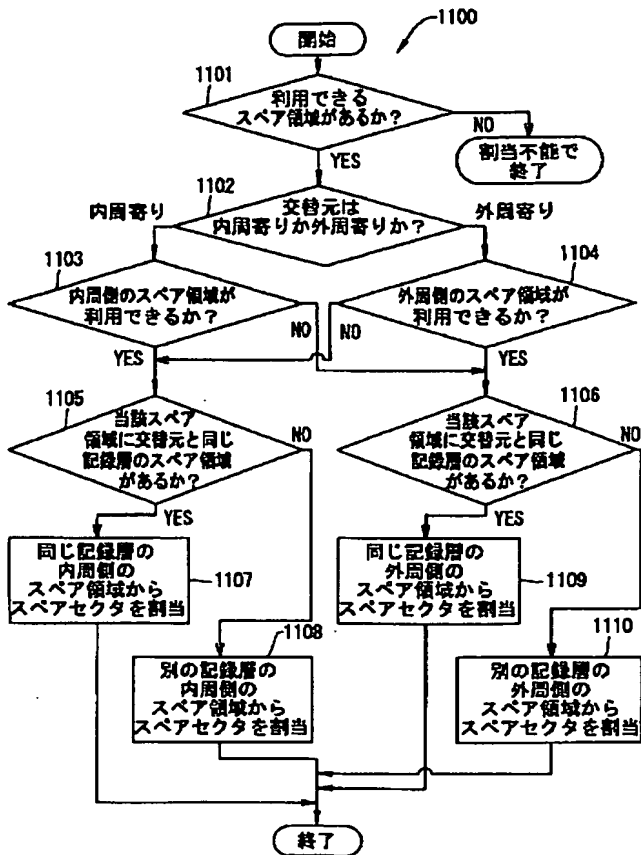 1100
開始
1101
利用できる
スペア領域があるか?
NO
YES
割当不能で
終了
1102
内周寄り
交替元は
内周寄りか外周寄りか?
外周寄り
1103
1104
内周側のスペア領域が
利用できるか?
外周側のスペア領域が
利用できるか?
NO
NO
YES
YES
1105
1106
当該スペア
領域に交替元と同じ
記録層のスペア領域
があるか?
NO
当該スペア
領域に交替元と同じ
記録層のスペア領域
があるか?
NO
YES
YES
同じ記録層の
内周側の
スペア領域から
スペアセクタを割当
1107
同じ記録層の
外周側の
スペア領域から
スペアセクタを割当
1109
1108
1110
別の記録層の
内周側の
スペア領域から
スペアセクタを割当
別の記録層の
外周側の
スペア領域から
スペアセクタを割当
終了